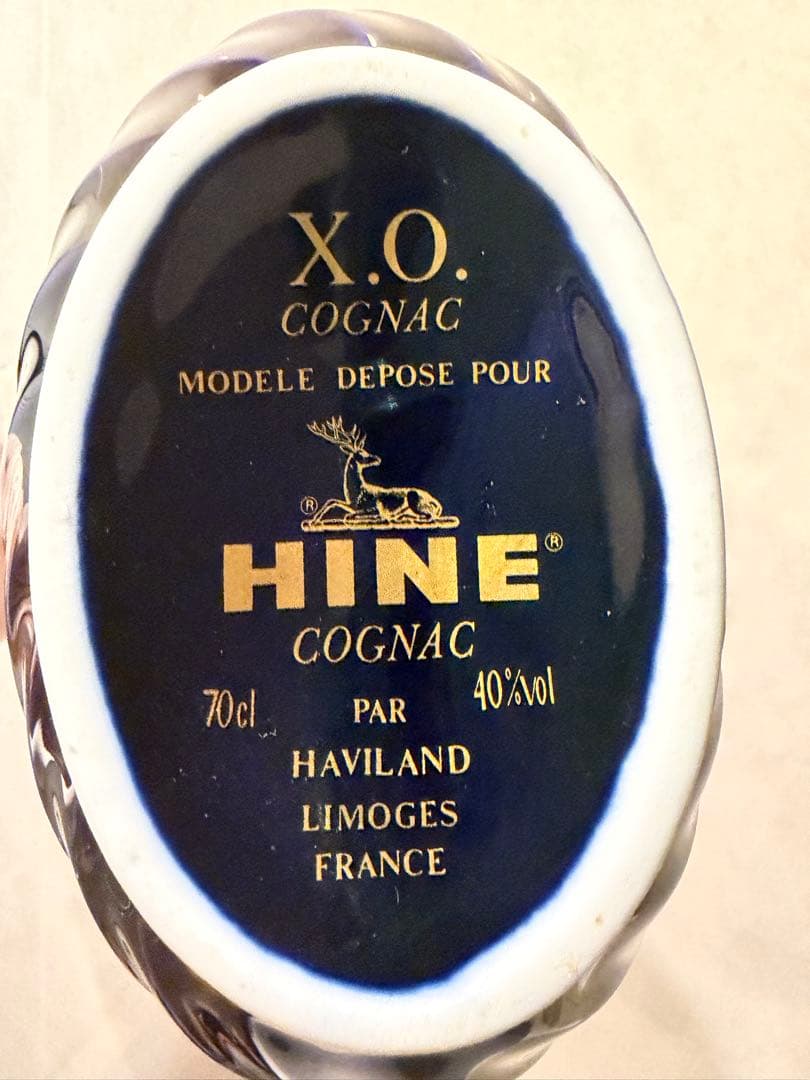 X.O.
COGNAC
MODELE DEPOSE POUR
®
HINE®
COGNAC
70cl PAR 40%vol
HAVILAND
LIMOGES
FRANCE